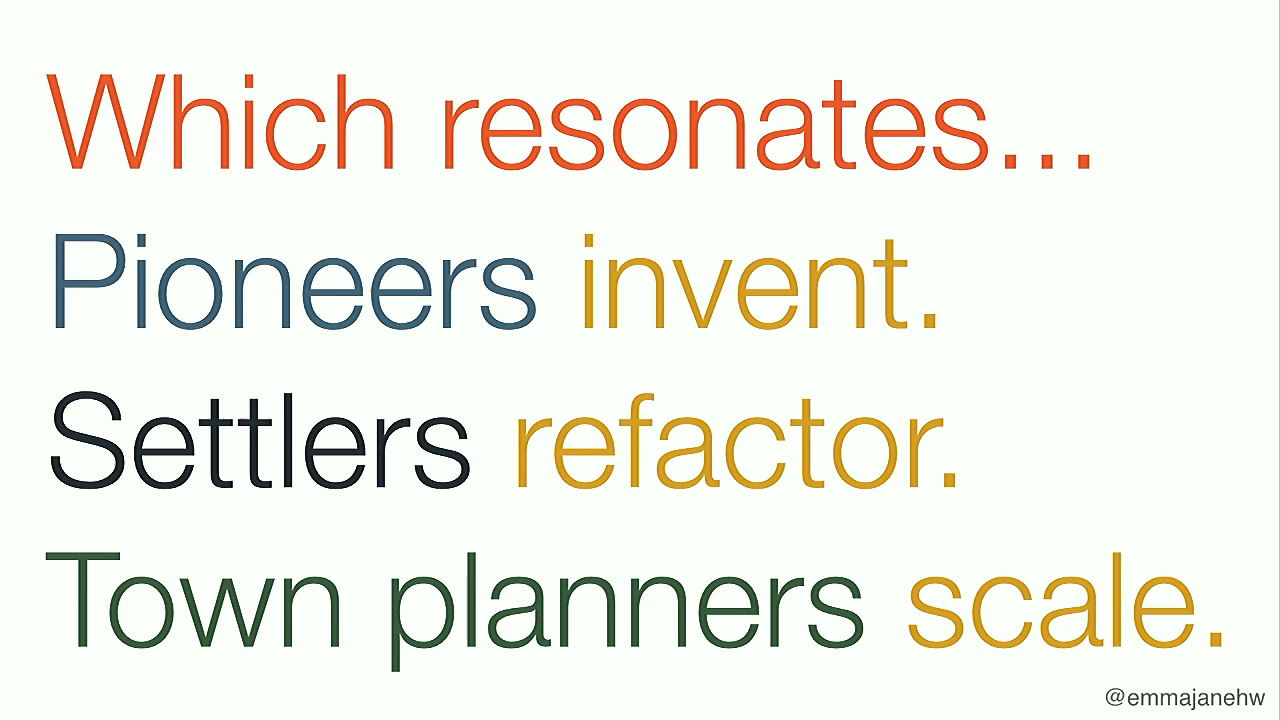 Which resonates...
Pioneers invent.
Settlers refactor.
Town planners scale.
@emmajanehw